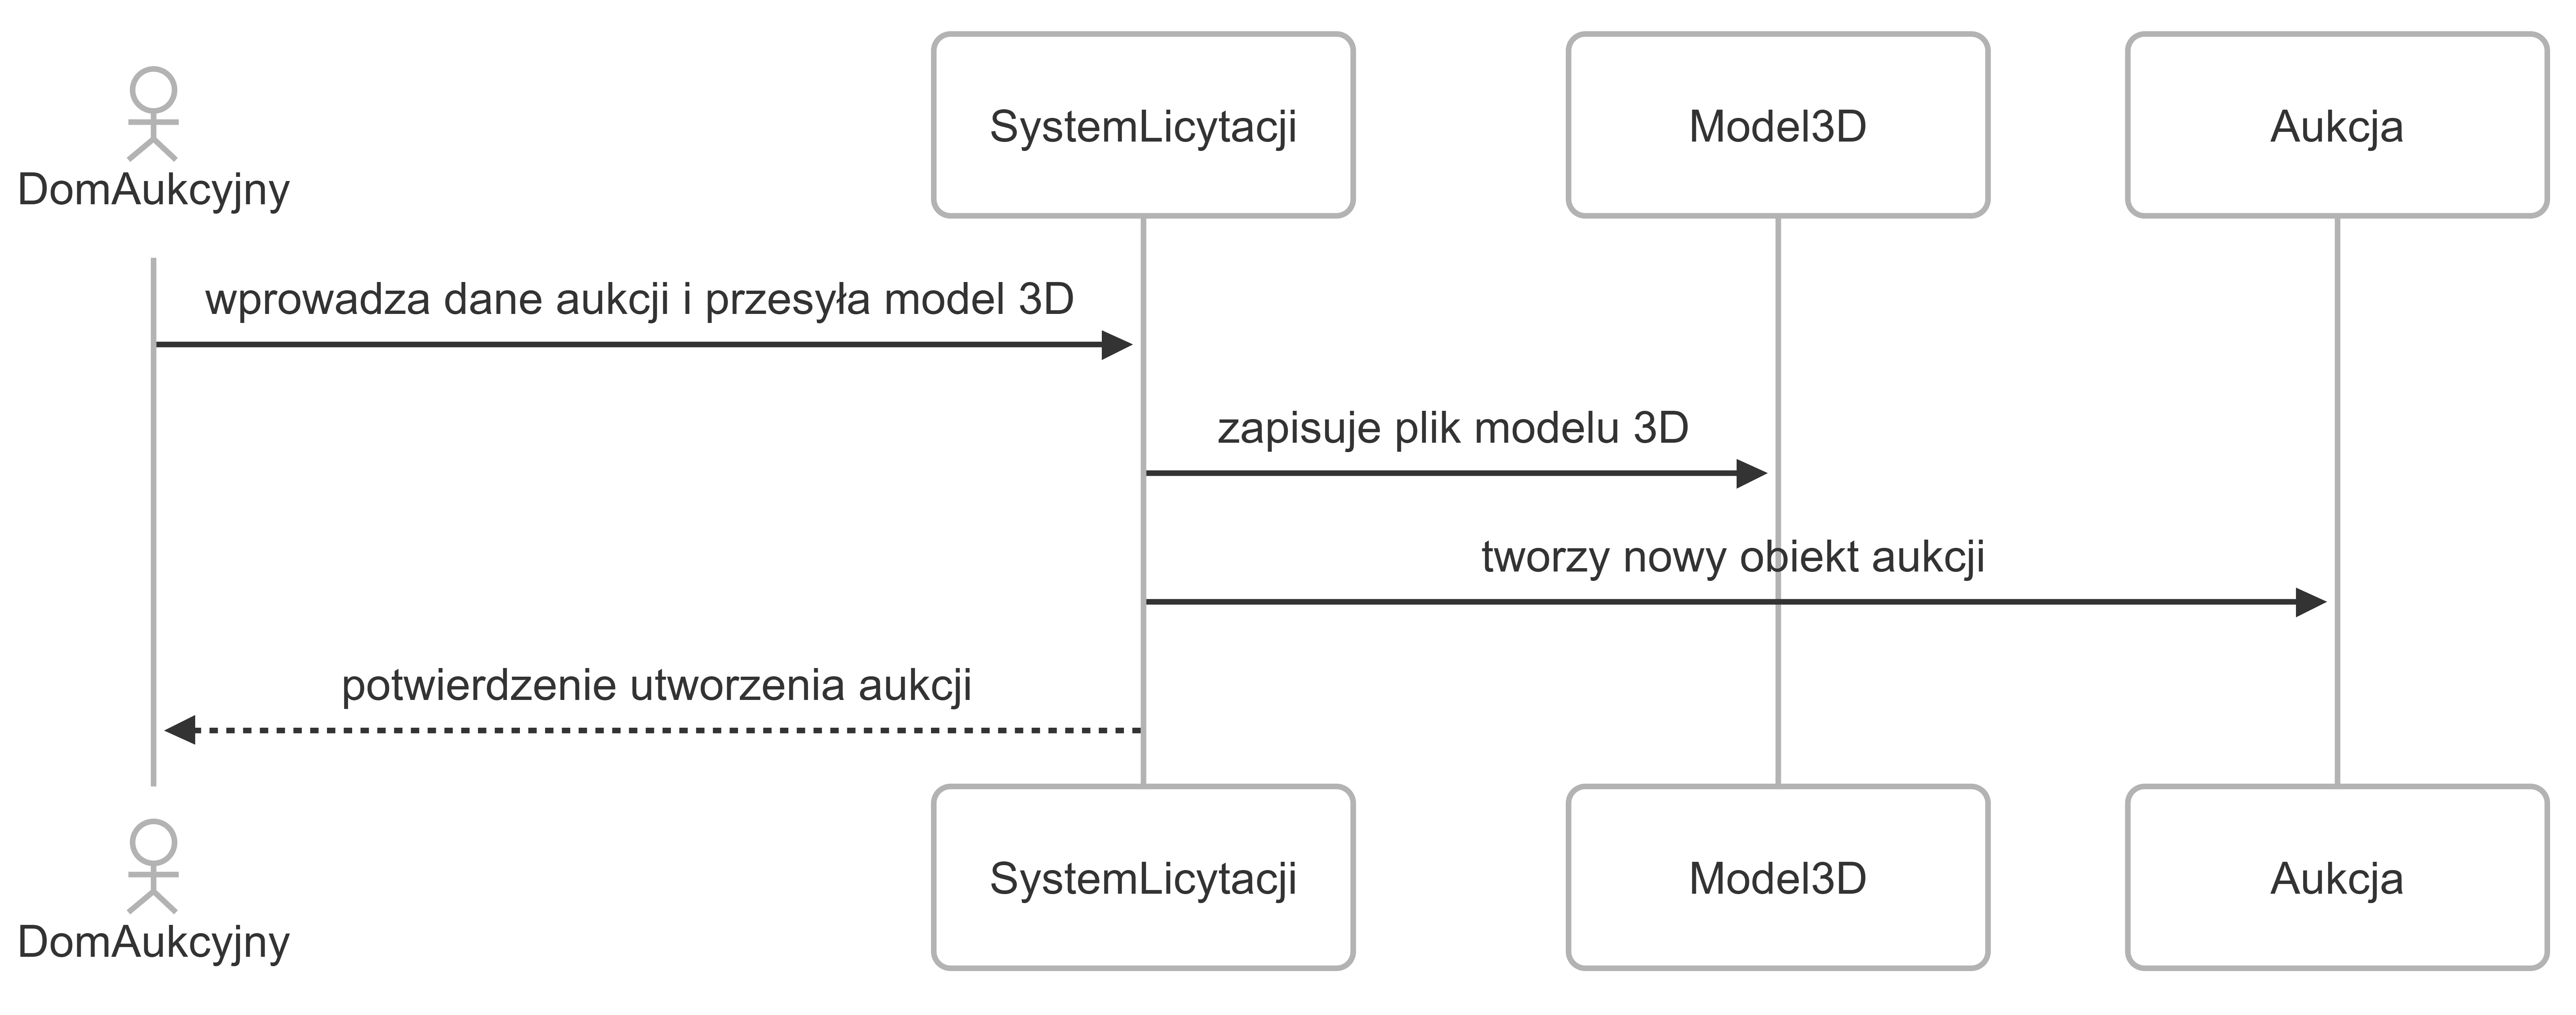 DomAukcyjny
SystemLicytacji
Model3D
Aukcja
wprowadza dane aukcji i przesyła model 3D
zapisuje plik modelu 3D
tworzy nowy obiekt aukcji
potwierdzenie utworzenia aukcji
DomAukcyjny
SystemLicytacji
Model3D
Aukcja